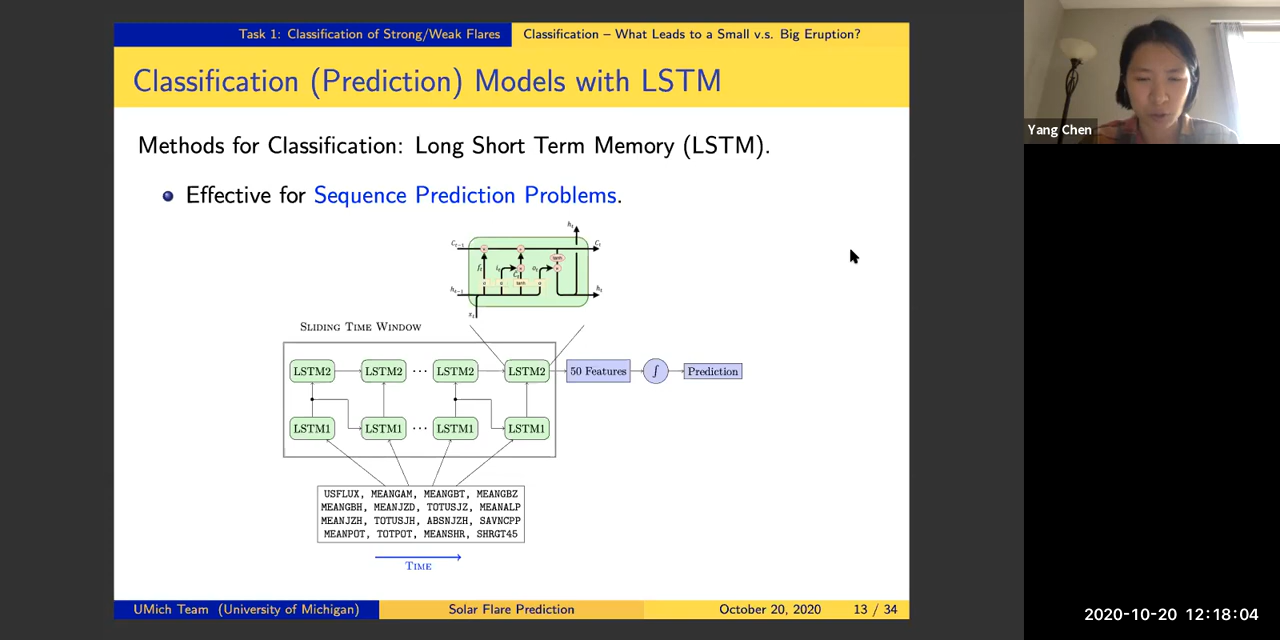 Task 1: Classification of Strong/Weak Flares
Classification – What Leads to a Small v.s. Big Eruption?
Classification (Prediction) Models with LSTM
Yang Chen
Methods for Classification: Long Short Term Memory (LSTM).
Effective for Sequence Prediction Problems.
SLIDING TIME WINDOW
LSTM2 LSTM2 ··· LSTM2 LSTM2 50 Features ∫ Prediction
LSTM1 LSTM1 ··· LSTM1 LSTM1
USFLUX, MEANGAM, MEANGBT, MEANGBZ
MEANGBH, MEANJZD, TOTUSJZ, MEANALP
MEANJZH, TOTUSJH, ABSNJZH, SAVNCPP
MEANPOT, TOTPOT, MEANSHR, SHRGT45
TIME
UMich Team (University of Michigan) Solar Flare Prediction October 20, 2020 13 / 34
2020-10-20 12:18:04